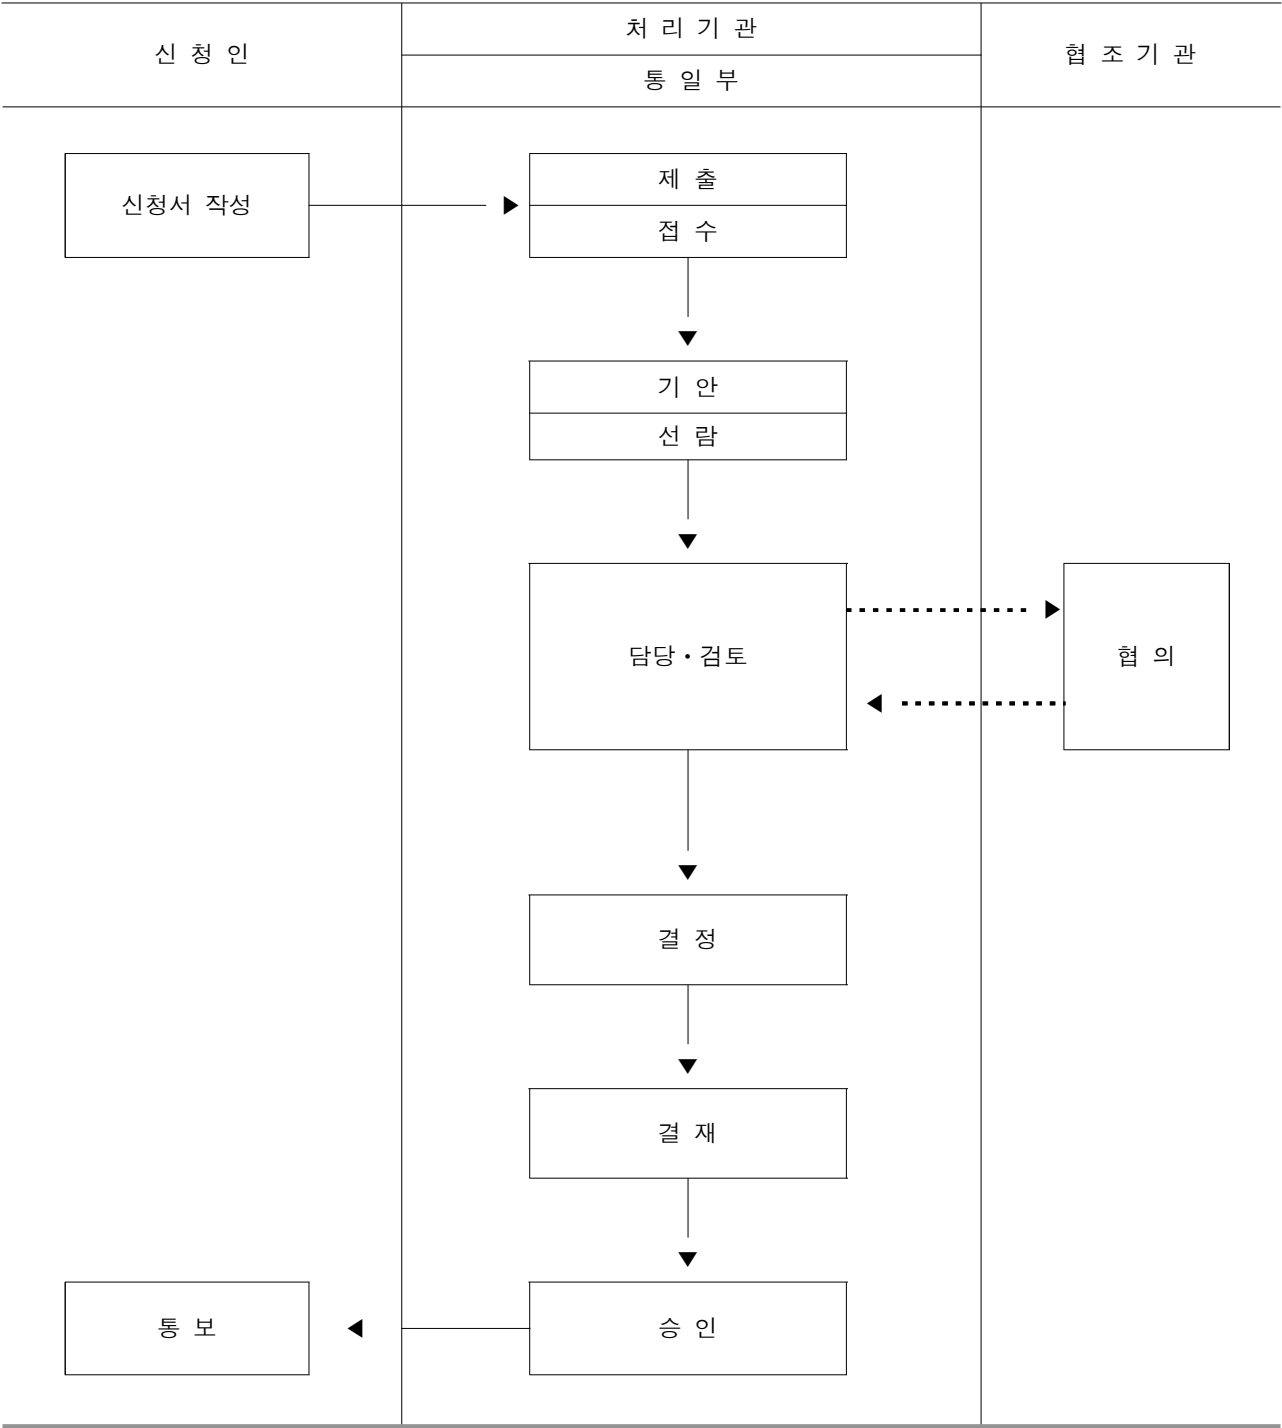 신 청 인
처 리 기 관
통 일 부
협 조 기 관
신청서 작성
제 출
접 수
기 안
선 람
담당·검토
협 의
결 정
결 재
통 보
승 인